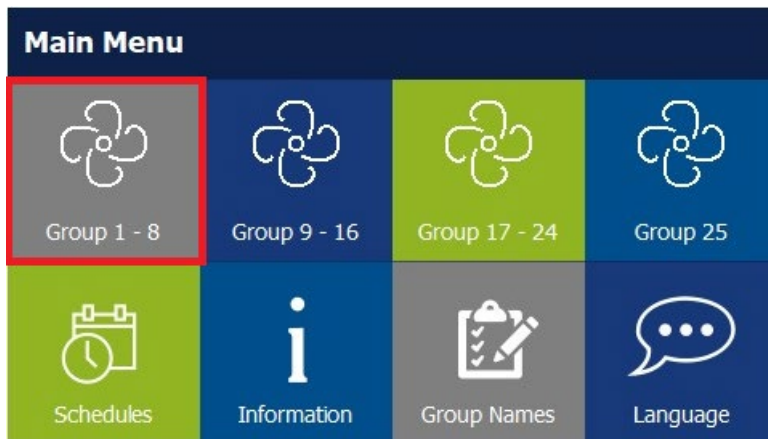 Main Menu
Group 1 - 8
Group 9 - 16
Group 17 - 24
Group 25
Schedules
Information
Group Names
Language